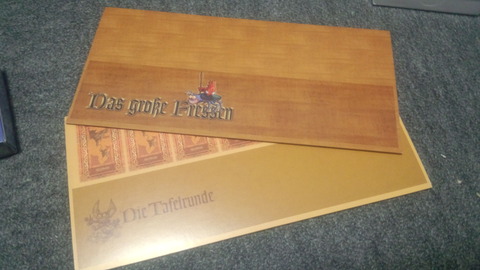 Das große Fressen
Die Tafelrunde